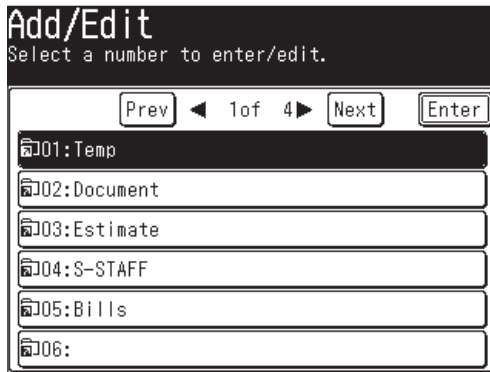 Add/Edit
Select a number to enter/edit.
Prev ◀ 1of 4▶ Next Enter
01:Temp
02:Document
03:Estimate
04:S-STAFF
05:Bills
06: